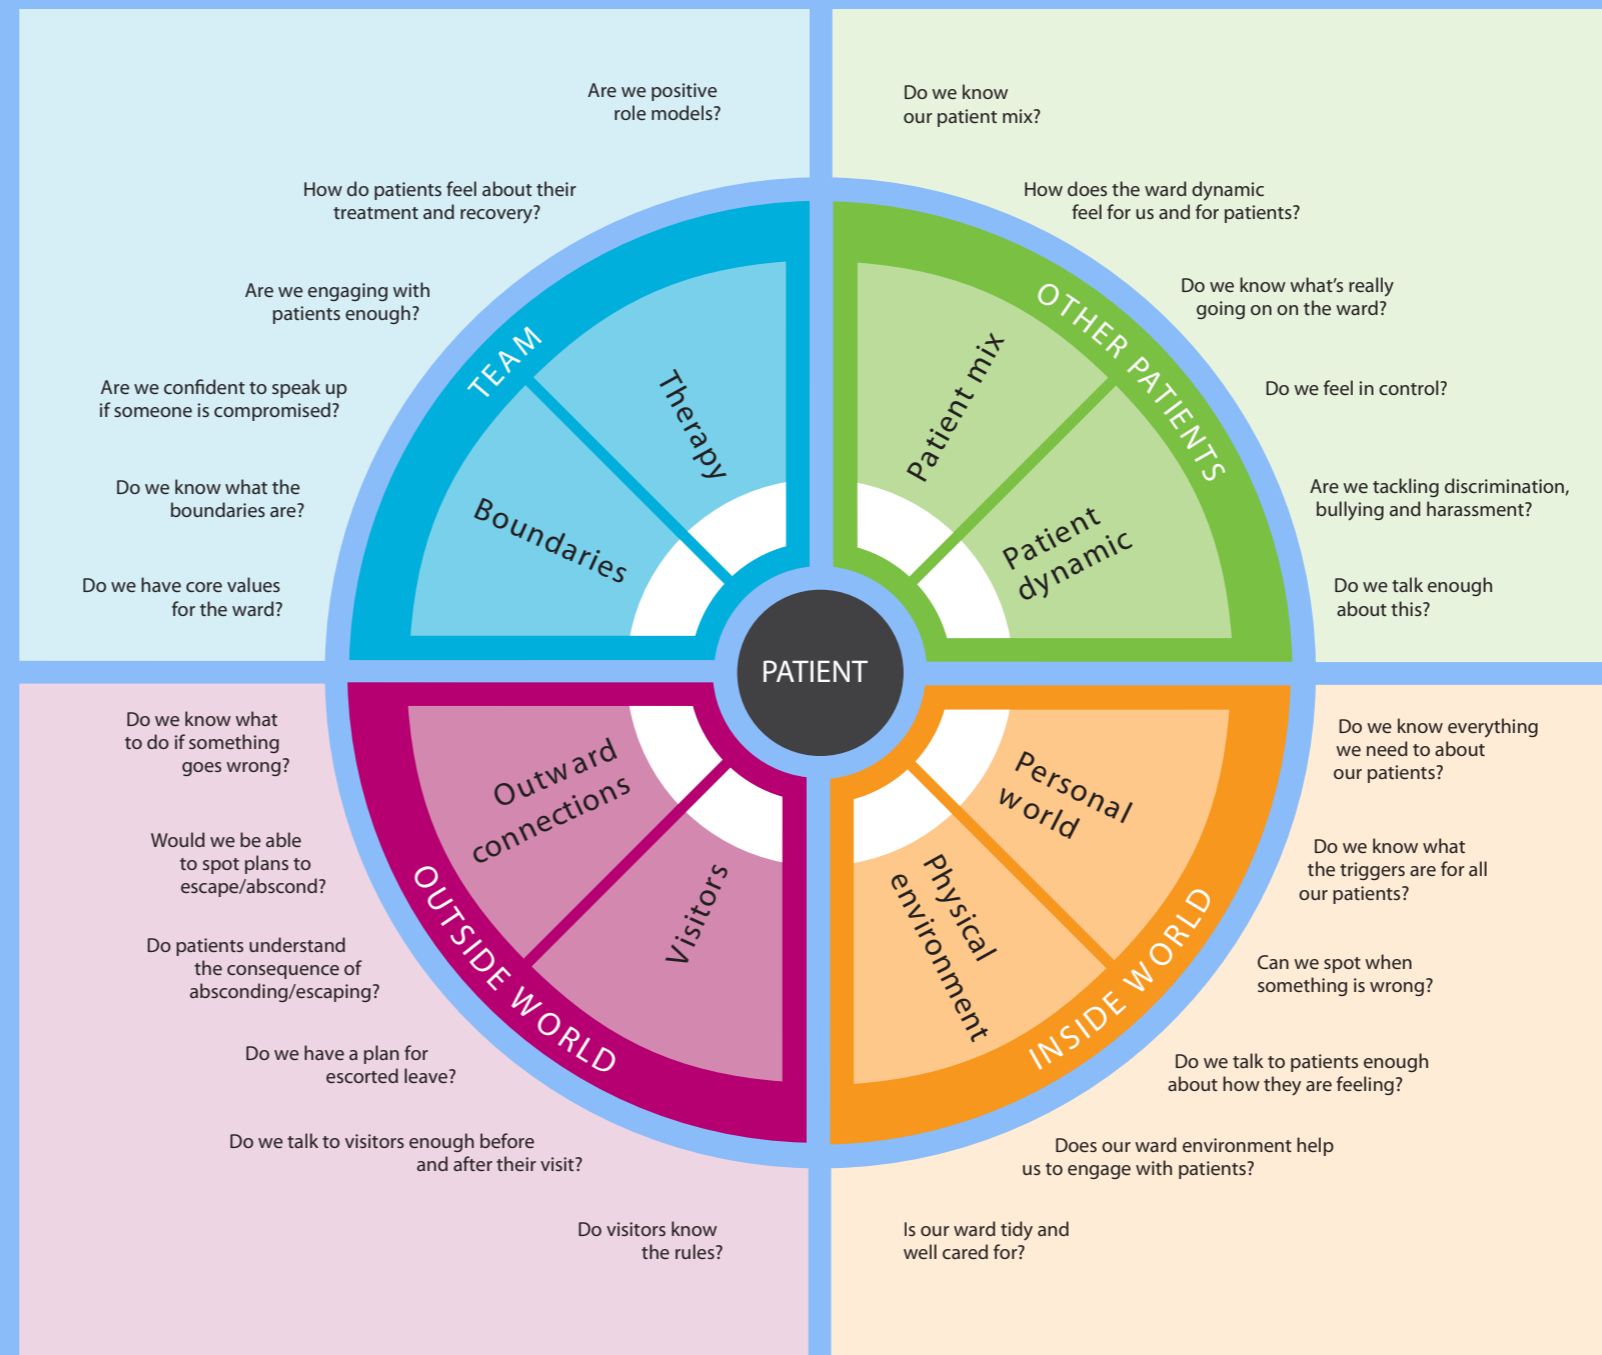 Are we positive
role models?
How do patients feel about their
treatment and recovery?
Are we engaging with
patients enough?
Are we confident to speak up
if someone is compromised?
Do we know what the
boundaries are?
Do we have core values
for the ward?
TEAM
Therapy
Boundaries
Do we know
our patient mix?
How does the ward dynamic
feel for us and for patients?
Do we know what's really
going on on the ward?
Do we feel in control?
Are we tackling discrimination,
bullying and harassment?
Do we talk enough
about this?
OTHER PATIENTS
Patient mix
Patient
dynamic
PATIENT
Do we know what
to do if something
goes wrong?
Would we be able
to spot plans to
escape/abscond?
Do patients understand
the consequence of
absconding/escaping?
Do we have a plan for
escorted leave?
Do we talk to visitors enough before
and after their visit?
Do visitors know
the rules?
OUTSIDE WORLD
Outward
connections
Visitors
Personal
world
Physical
environment
INSIDE WORLD
Do we know everything
we need to about
our patients?
Do we know what
the triggers are for all
our patients?
Can we spot when
something is wrong?
Do we talk to patients enough
about how they are feeling?
Does our ward environment help
us to engage with patients?
Is our ward tidy and
well cared for?